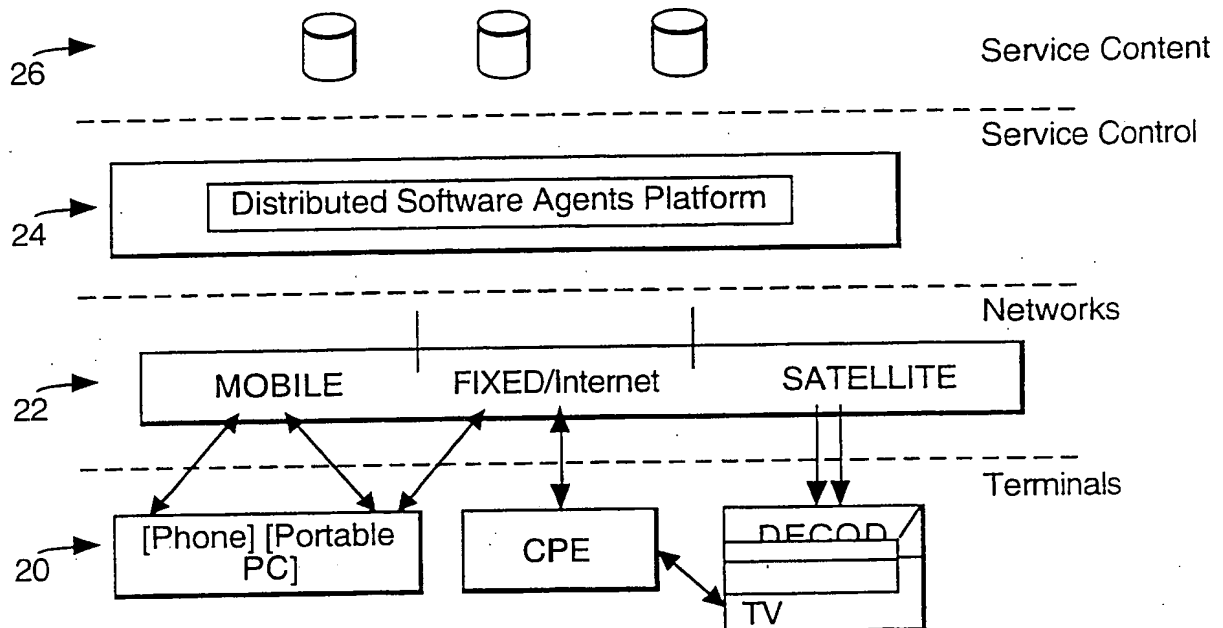 26
Service Content
Service Control
24
Distributed Software Agents Platform
Networks
22
MOBILE
FIXED/Internet
SATELLITE
Terminals
20
[Phone] [Portable
PC]
CPE
DECOD
TV